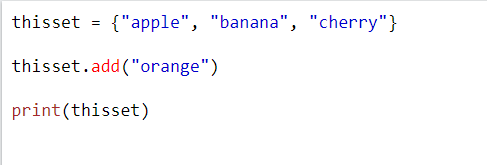 thisset = {"apple", "banana", "cherry"}
thisset.add("orange")
print(thisset)